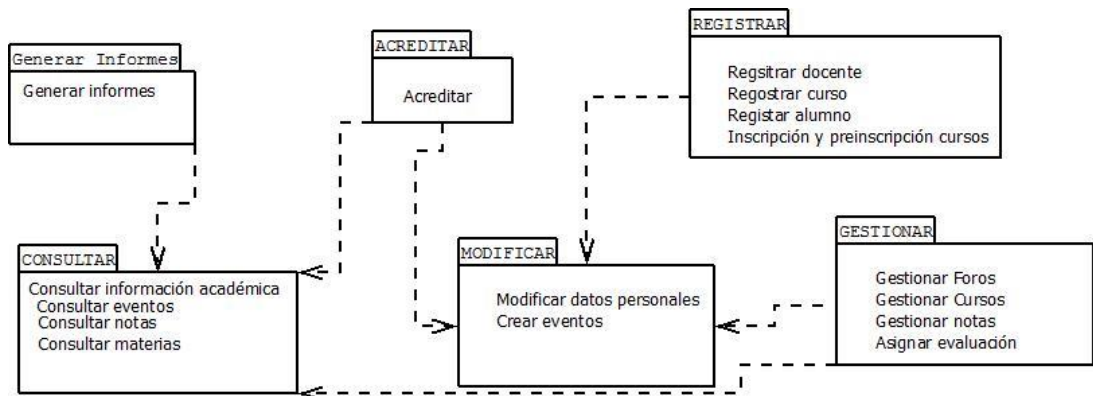 Generar Informes
Generar informes
ACREDITAR
Acreditar
REGISTRAR
Regsitrar docente
Regostrar curso
Registar alumno
Inscripción y preinscripción cursos
CONSULTAR
Consultar información académica
Consultar eventos
Consultar notas
Consultar materias
MODIFICAR
Modificar datos personales
Crear eventos
GESTIONAR
Gestionar Foros
Gestionar Cursos
Gestionar notas
Asignar evaluación